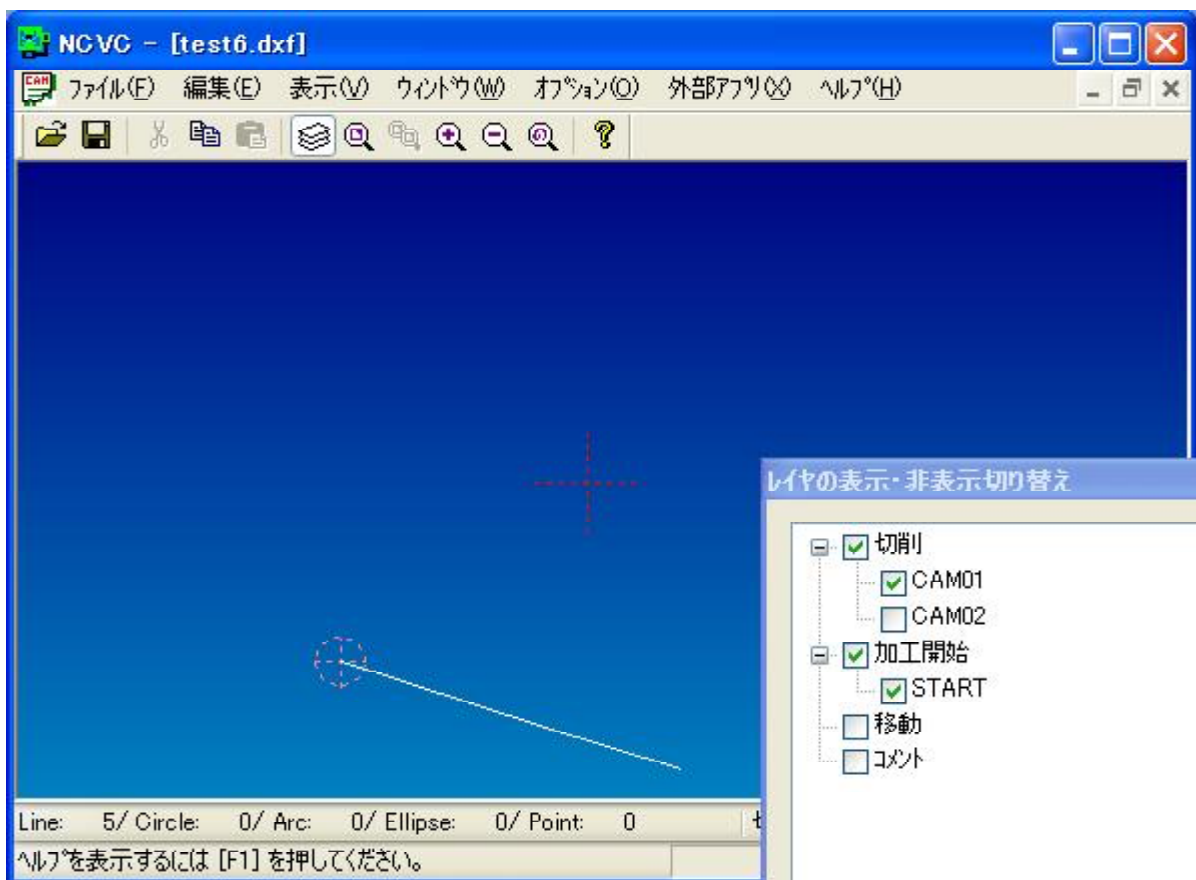 NCVC - [test6.dxf]
CAM ファイル(F) 編集(E) 表示(V) ウィンドウ(W) オプション(O) 外部アプリ(X) ヘルプ(H)
レイヤの表示・非表示切り替え
切削
CAM01
CAM02
加工開始
START
移動
コメント
Line: 5/ Circle: 0/ Arc: 0/ Ellipse: 0/ Point: 0
ヘルプを表示するには [F1] を押してください。